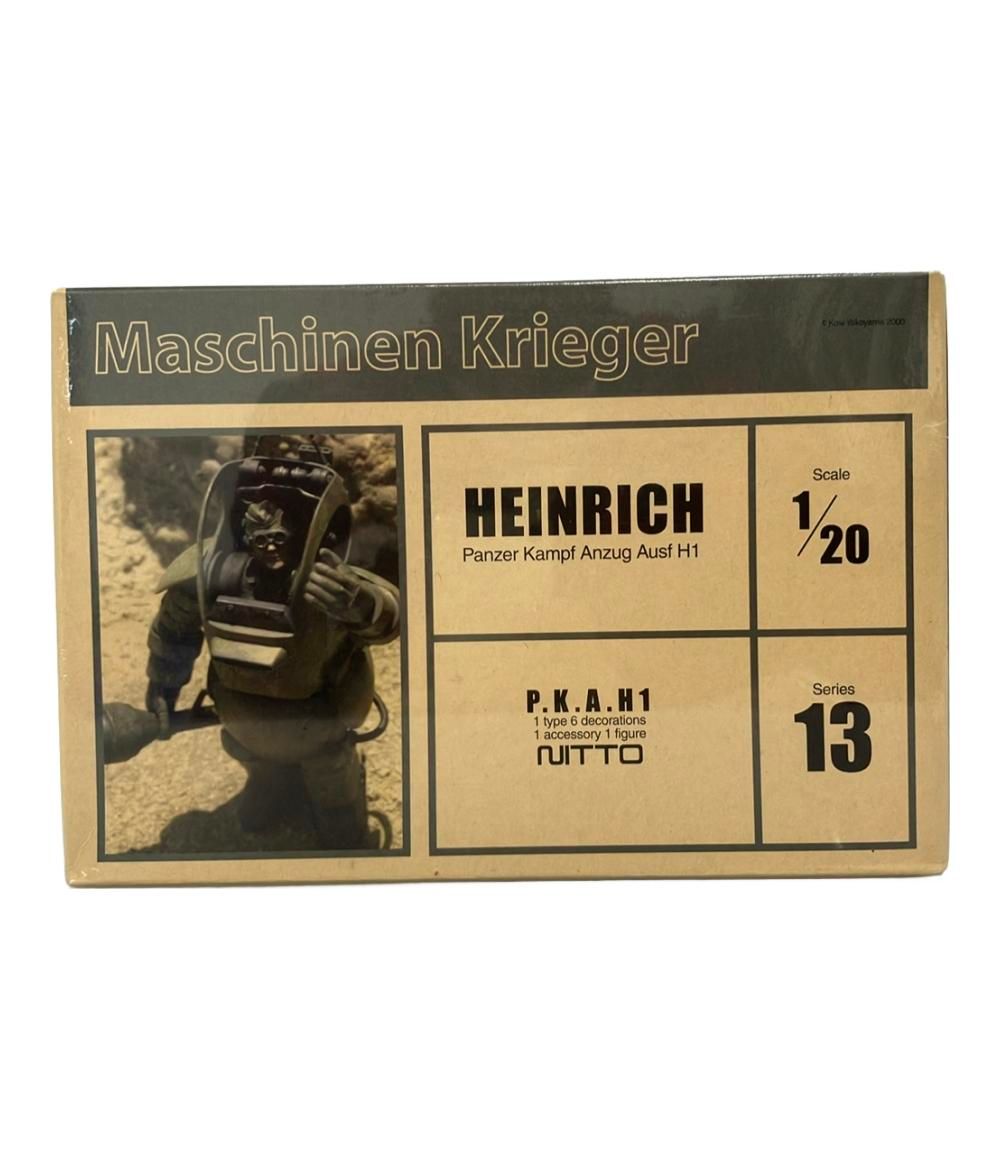 Maschinen Krieger
© Kow Yokoyama 2000
HEINRICH
Panzer Kampf Anzug Ausf H1
Scale
1/20
P.K.A.H1
1 type 6 decorations
1 accessory 1 figure
NITTO
Series
13